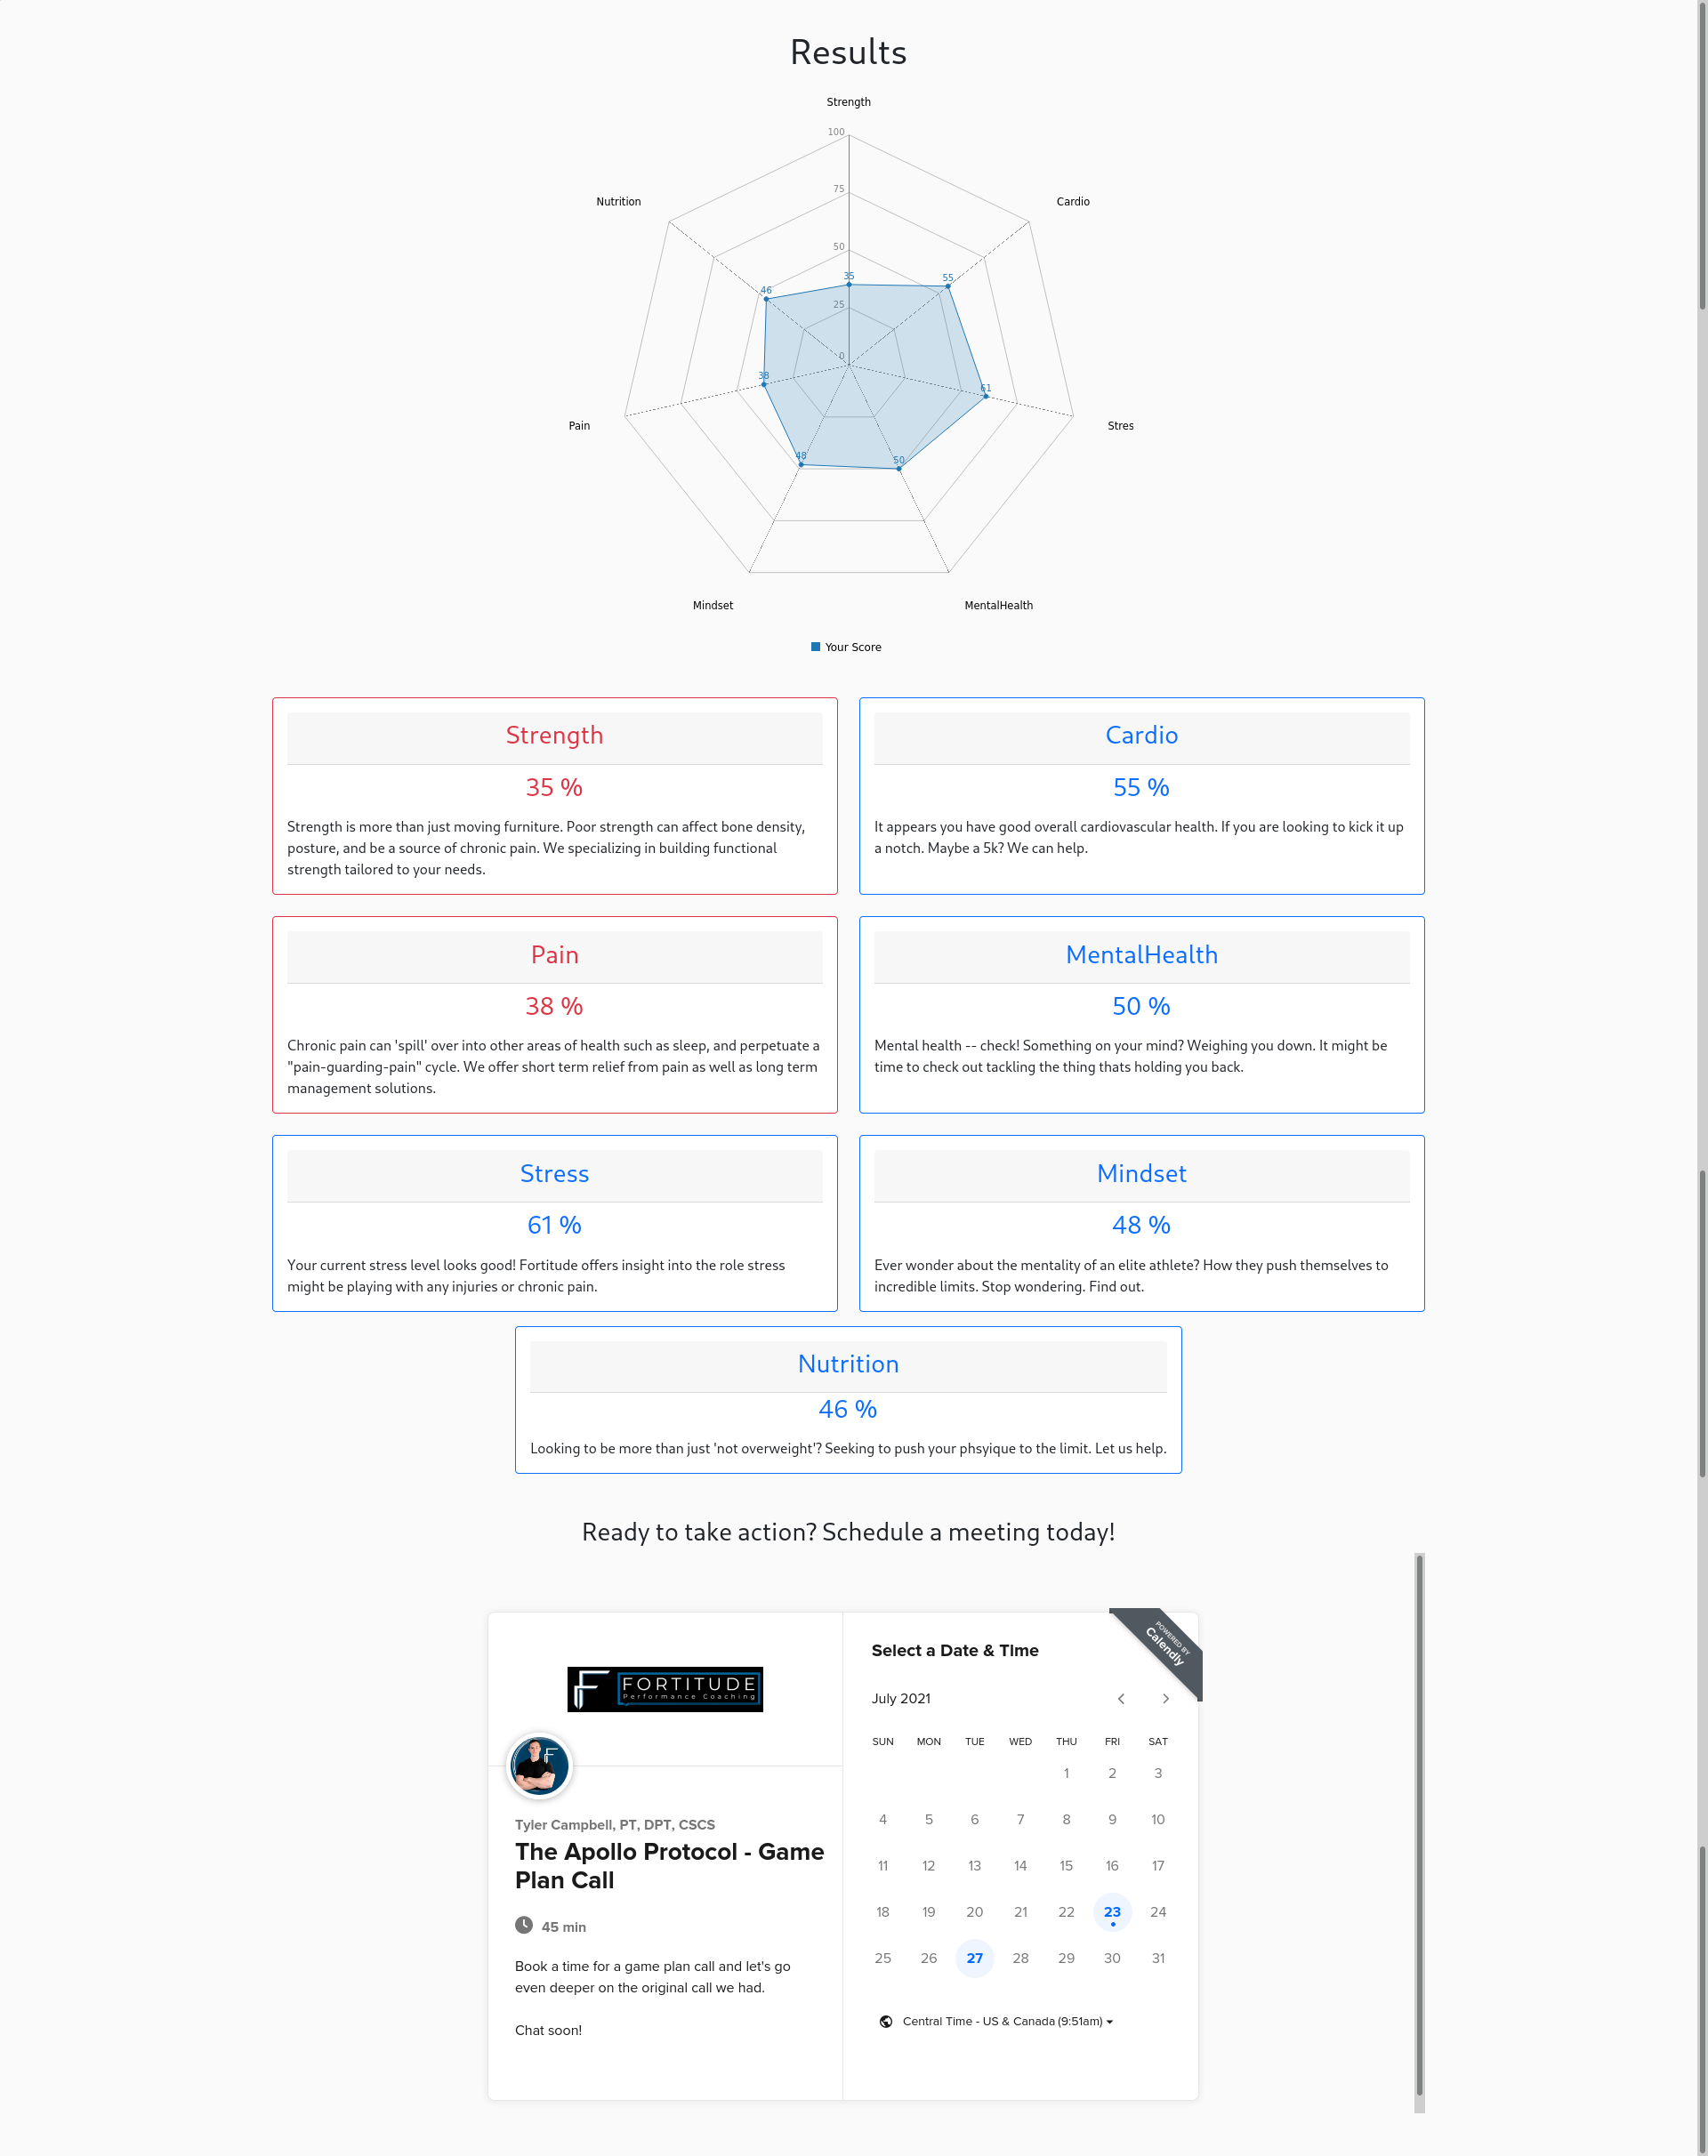 Results
Strength
100
75
50
25
0
Nutrition
Cardio
35
55
46
61
38
48
50
Pain
Stres
Mindset
MentalHealth
Your Score
Strength
35 %
Strength is more than just moving furniture. Poor strength can affect bone density,
posture, and be a source of chronic pain. We specializing in building functional
strength tailored to your needs.
Cardio
55 %
It appears you have good overall cardiovascular health. If you are looking to kick it up
a notch. Maybe a 5k? We can help.
Pain
38 %
Chronic pain can 'spill' over into other areas of health such as sleep, and perpetuate a
"pain-guarding-pain" cycle. We offer short term relief from pain as well as long term
management solutions.
MentalHealth
50 %
Mental health -- check! Something on your mind? Weighing you down. It might be
time to check out tackling the thing thats holding you back.
Stress
61 %
Your current stress level looks good! Fortitude offers insight into the role stress
might be playing with any injuries or chronic pain.
Mindset
48 %
Ever wonder about the mentality of an elite athlete? How they push themselves to
incredible limits. Stop wondering. Find out.
Nutrition
46 %
Looking to be more than just 'not overweight'? Seeking to push your phsyique to the limit. Let us help.
Ready to take action? Schedule a meeting today!
FORTITUDE
Performance Coaching
Tyler Campbell, PT, DPT, CSCS
The Apollo Protocol - Game
Plan Call
45 min
Book a time for a game plan call and let's go
even deeper on the original call we had.
Chat soon!
POWERED BY
Calendly
Select a Date & Time
July 2021
SUN MON TUE WED THU FRI SAT
1 2 3
4 5 6 7 8 9 10
11 12 13 14 15 16 17
18 19 20 21 22 23 24
25 26 27 28 29 30 31
Central Time - US & Canada (9:51am)